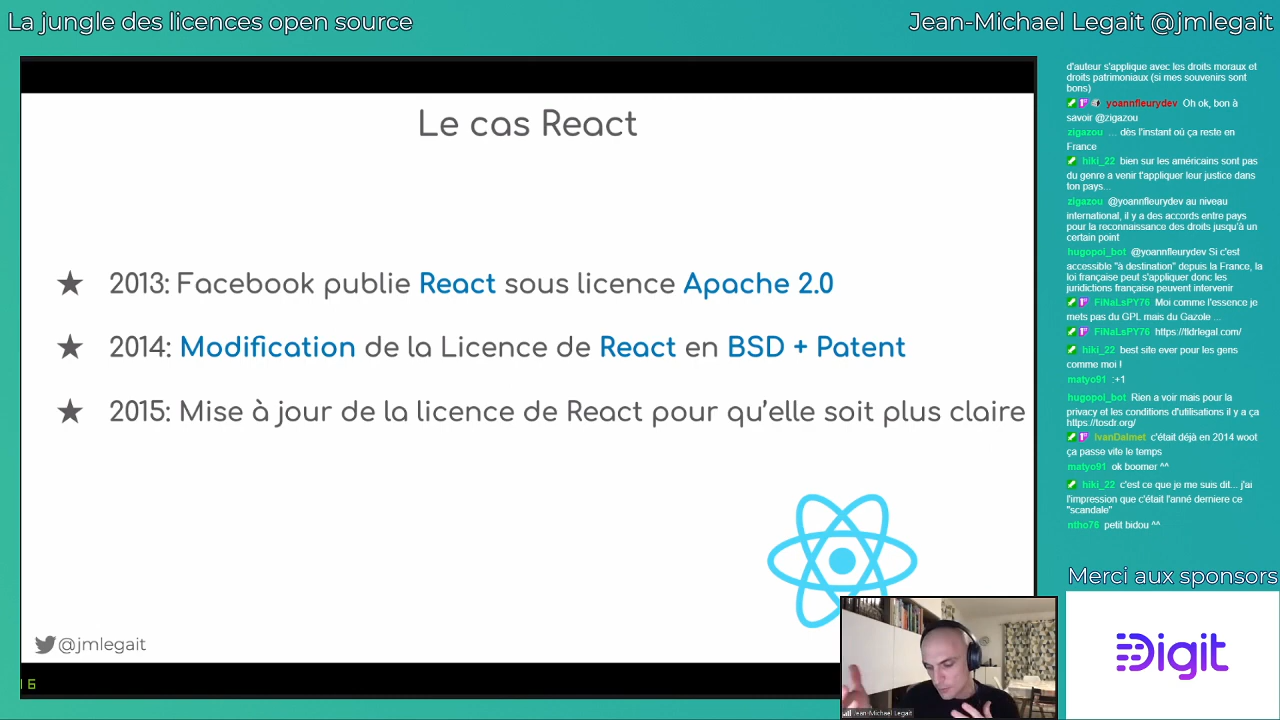 La jungle des licences open source
Jean-Michael Legait @jmlegait
Le cas React
★ 2013: Facebook publie React sous licence Apache 2.0
★ 2014: Modification de la Licence de React en BSD + Patent
★ 2015: Mise à jour de la licence de React pour qu’elle soit plus claire
@jmlegait
16
d'auteur s'applique avec les droits moraux et
droits patrimoniaux (si mes souvenirs sont
bons)
yoannfleurydev Oh ok, bon à
savoir @zigazou
zigazou ... dès l'instant où ça reste en
France
hiki_22 bien sur les américains sont pas
du genre a venir t'appliquer leur justice dans
ton pays...
zigazou @yoannfleurydev au niveau
international, il y a des accords entre pays
pour la reconnaissance des droits jusqu'à un
certain point
hugopoi_bot @yoannfleurydev Si c'est
accessible "à destination" depuis la France, la
loi française peut s'appliquer donc les
juridictions française peuvent intervenir
FiNaLsPY76 Moi comme l'essence je
mets pas du GPL mais du Gazole ...
FiNaLsPY76 https://tldrlegal.com/
hiki_22 best site ever pour les gens
comme moi !
matyo91 :+1
hugopoi_bot Rien a voir mais pour la
privacy et les conditions d'utilisations il y a ça
https://tosdr.org/
IvanDalmet c'était déjà en 2014 woot
ça passe vite le temps
matyo91 ok boomer ^^
hiki_22 c'est ce que je me suis dit... j'ai
l'impression que c'était l'anné derniere ce
"scandale"
ntho76 petit bidou ^^
Merci aux sponsors
Digit
Jean-Michael Legait